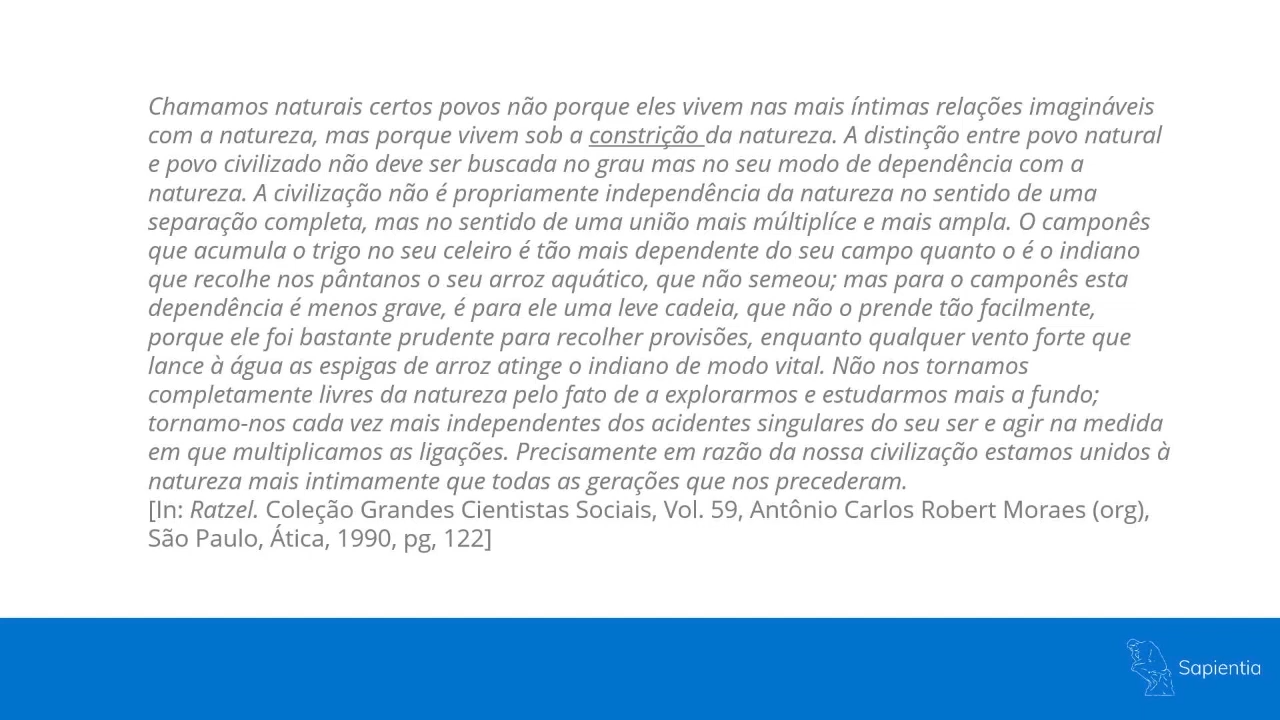 Chamamos naturais certos povos não porque eles vivem nas mais íntimas relações imagináveis
com a natureza, mas porque vivem sob a constrição da natureza. A distinção entre povo natural
e povo civilizado não deve ser buscada no grau mas no seu modo de dependência com a
natureza. A civilização não é propriamente independência da natureza no sentido de uma
separação completa, mas no sentido de uma união mais múltiplíce e mais ampla. O camponês
que acumula o trigo no seu celeiro é tão mais dependente do seu campo quanto o é o indiano
que recolhe nos pântanos o seu arroz aquático, que não semeou; mas para o camponês esta
dependência é menos grave, é para ele uma leve cadeia, que não o prende tão facilmente,
porque ele foi bastante prudente para recolher provisões, enquanto qualquer vento forte que
lance à água as espigas de arroz atinge o indiano de modo vital. Não nos tornamos
completamente livres da natureza pelo fato de a explorarmos e estudarmos mais a fundo;
tornamo-nos cada vez mais independentes dos acidentes singulares do seu ser e agir na medida
em que multiplicamos as ligações. Precisamente em razão da nossa civilização estamos unidos à
natureza mais intimamente que todas as gerações que nos precederam.
[In: Ratzel. Coleção Grandes Cientistas Sociais, Vol. 59, Antônio Carlos Robert Moraes (org),
São Paulo, Ática, 1990, pg, 122]
Sapientia